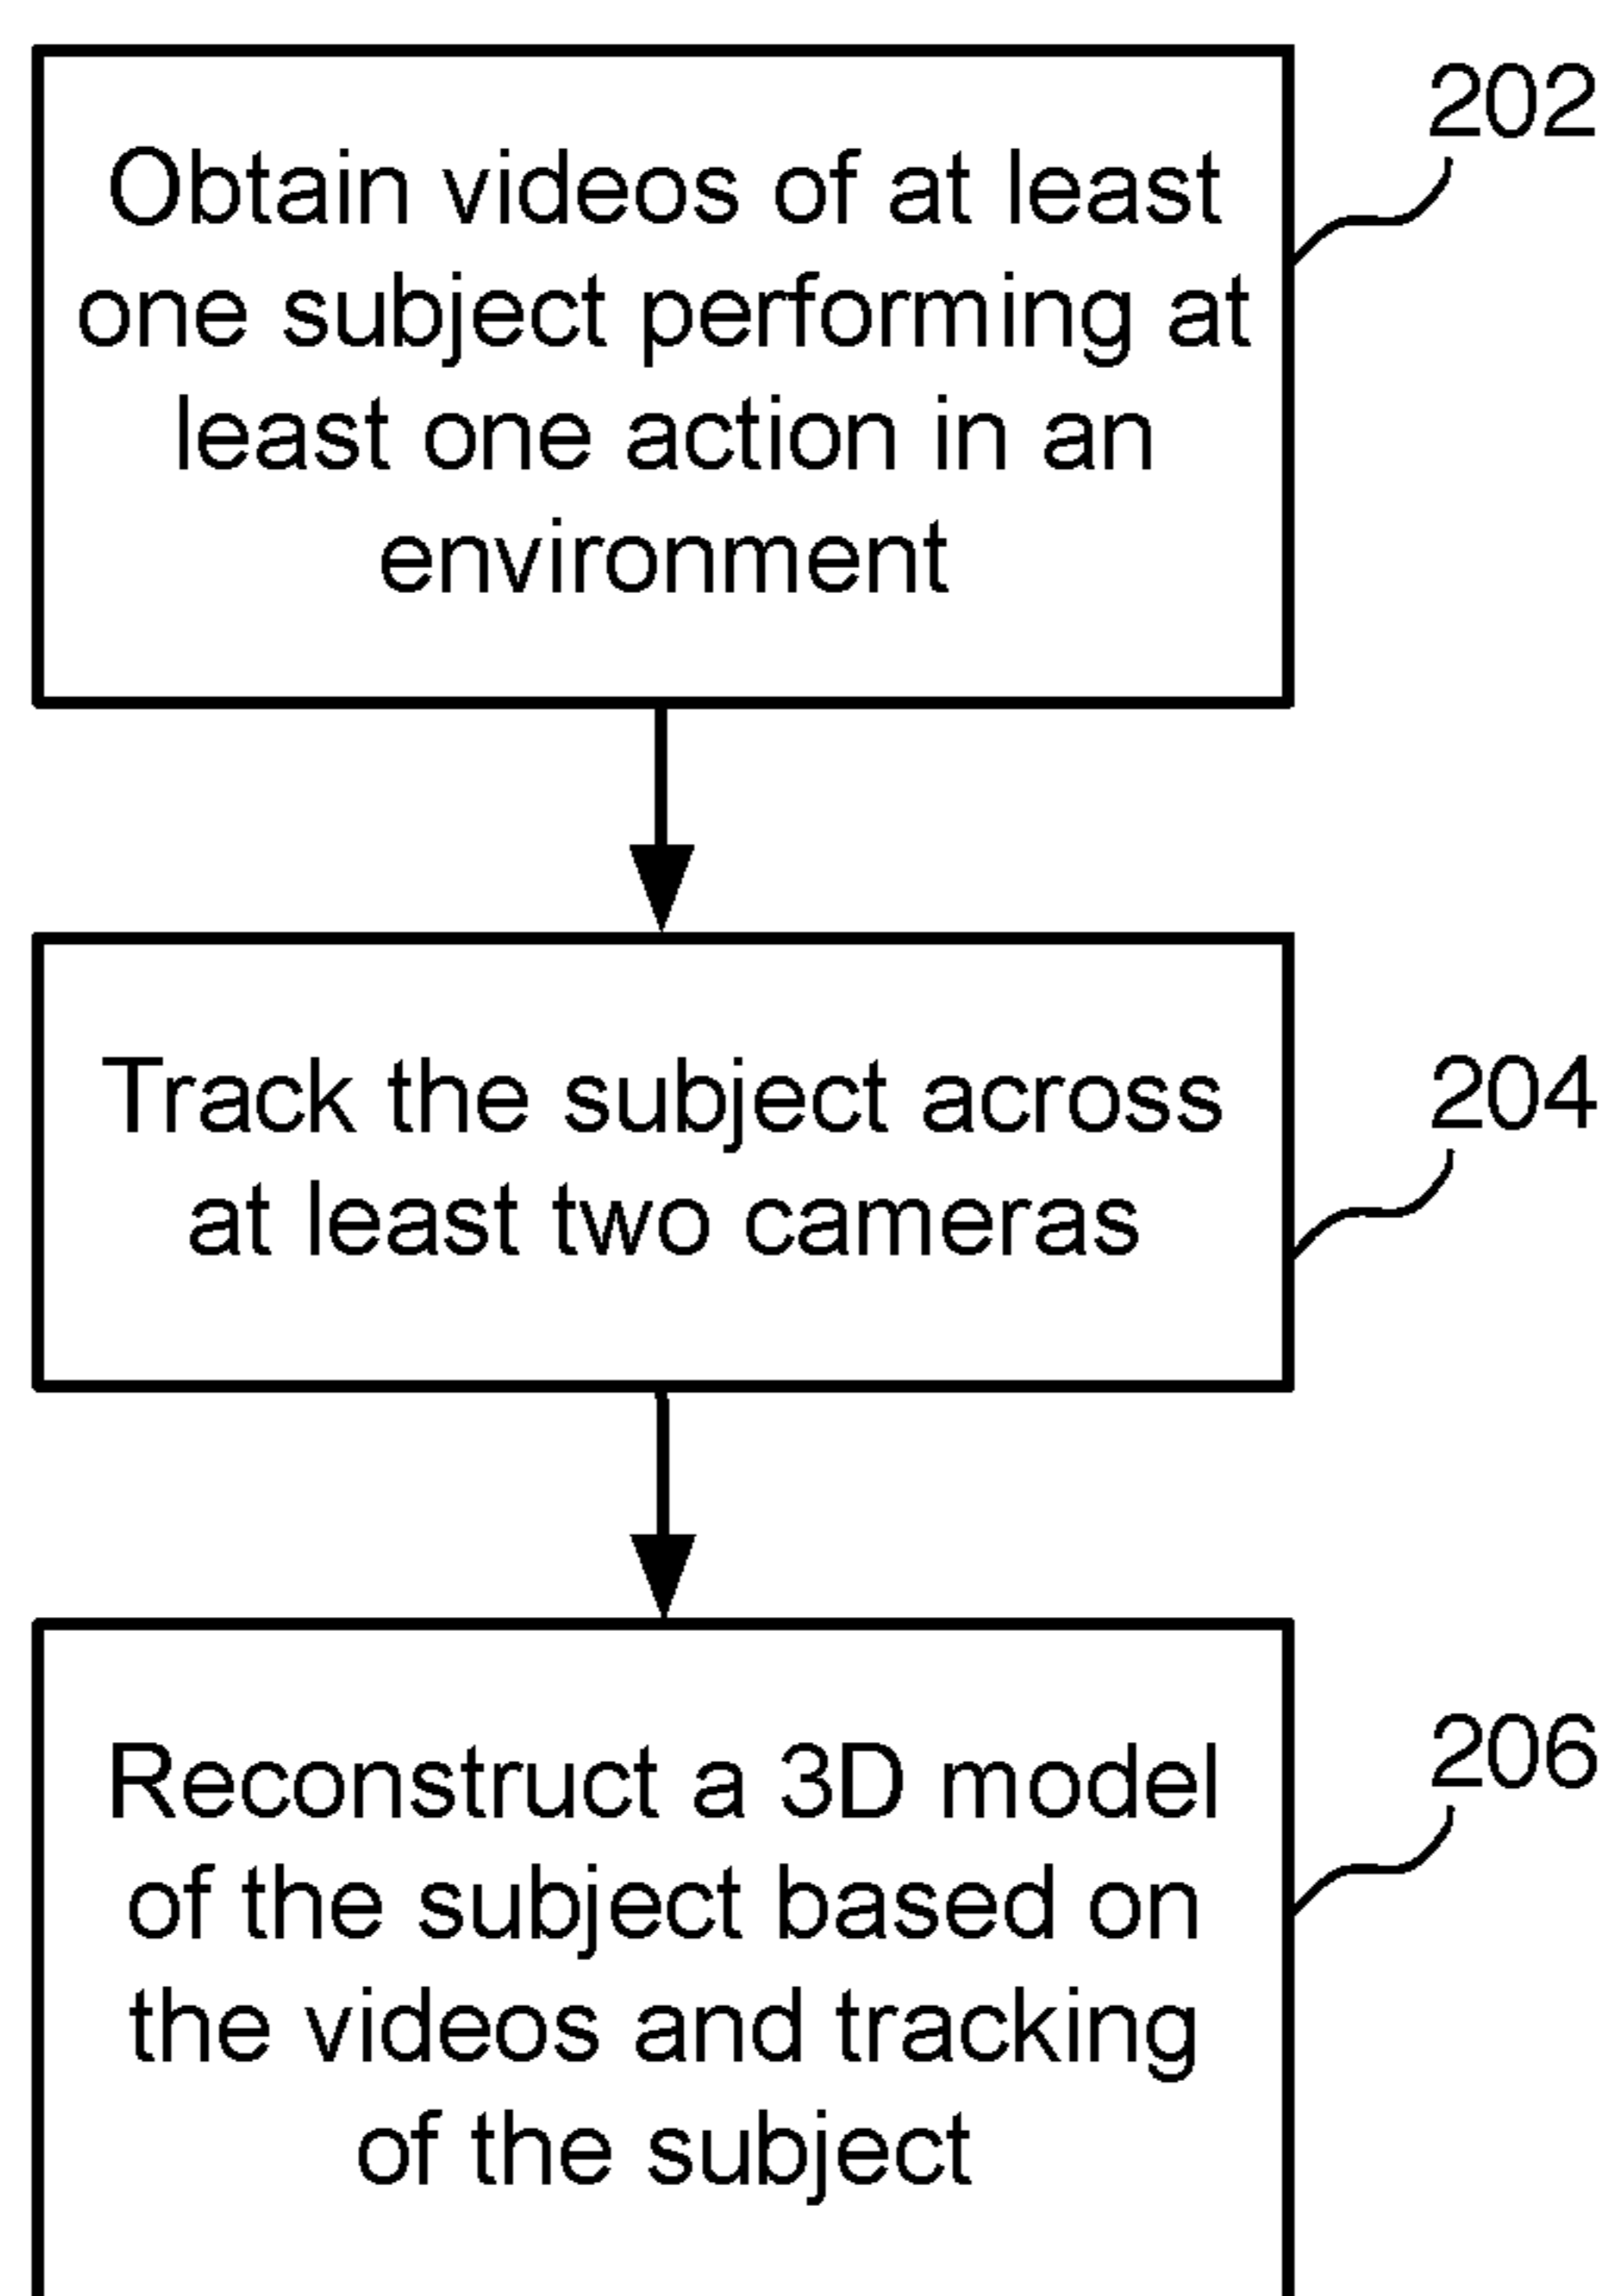 202
Obtain videos of at least
one subject performing at
least one action in an
environment
204
Track the subject across
at least two cameras
206
Reconstruct a 3D model
of the subject based on
the videos and tracking
of the subject